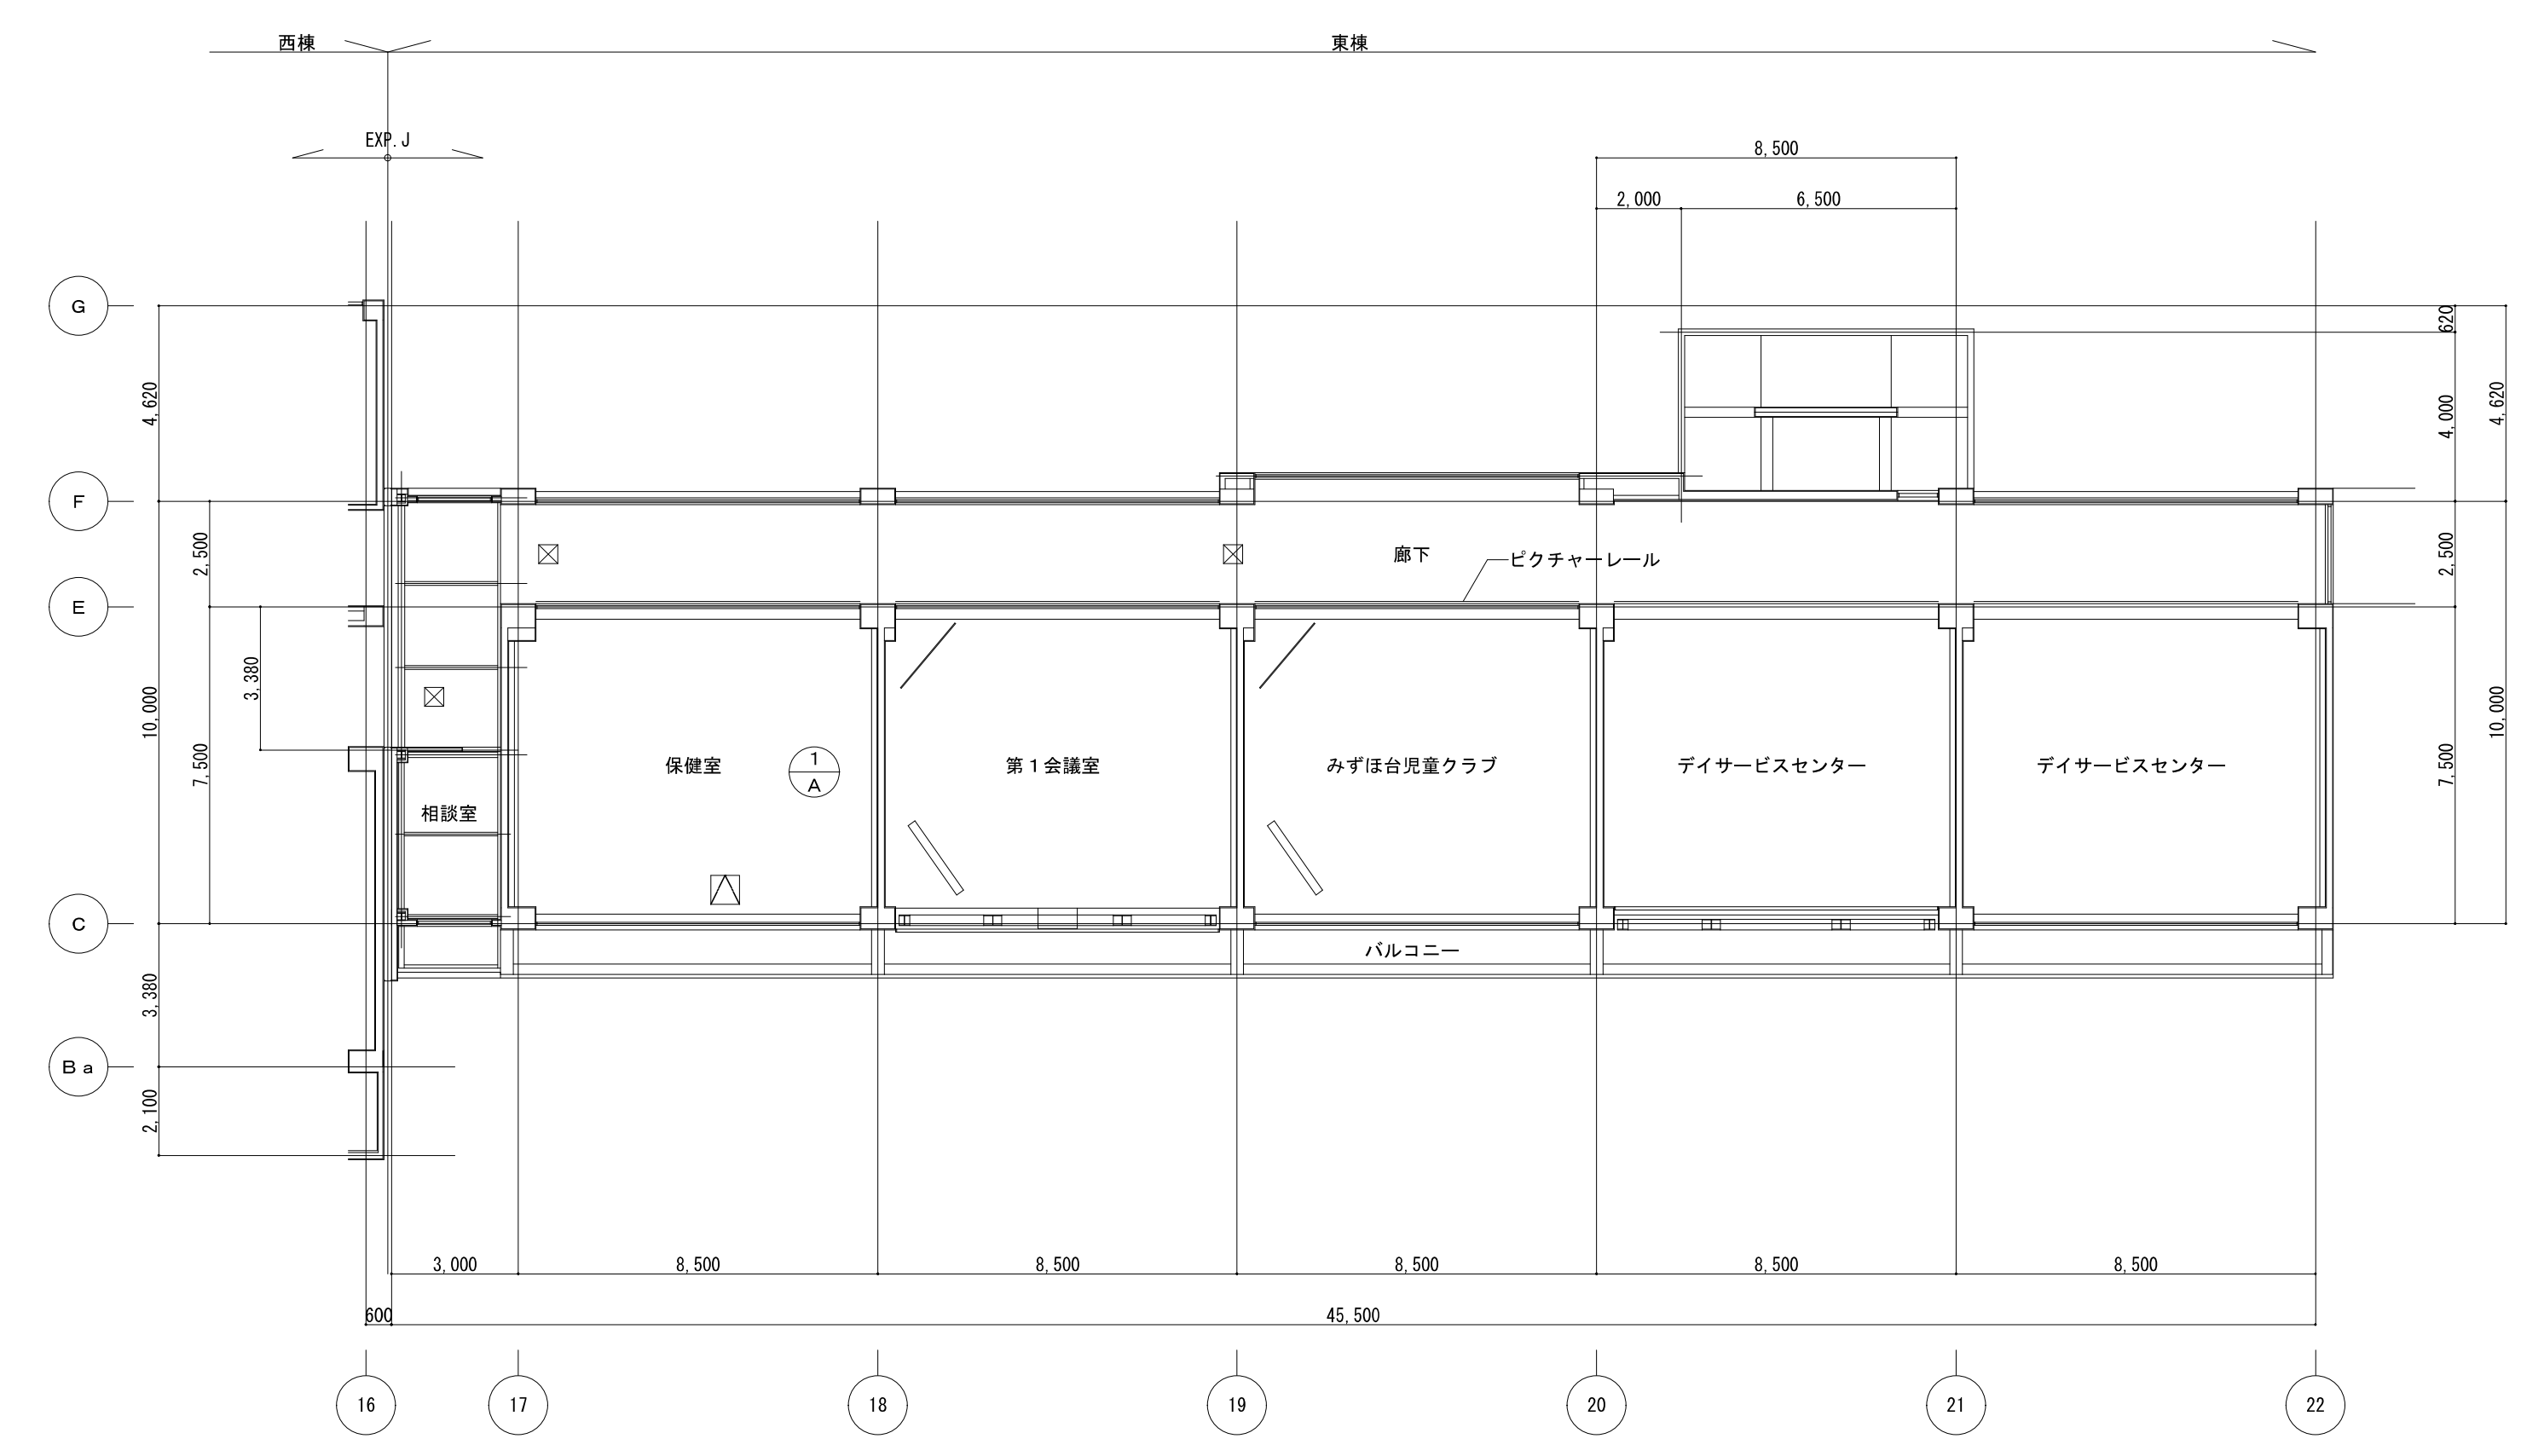 西棟
東棟
EXP.J
8,500
2,000
6,500
G
620
4,620
4,000
4,620
F
2,500
廊下
ピクチャーレール
2,500
E
3,380
10,000
7,500
10,000
7,500
保健室
1
A
第１会議室
みずほ台児童クラブ
デイサービスセンター
デイサービスセンター
相談室
C
バルコニー
3,380
Ｂａ
2,100
3,000
8,500
8,500
8,500
8,500
8,500
600
45,500
16
17
18
19
20
21
22